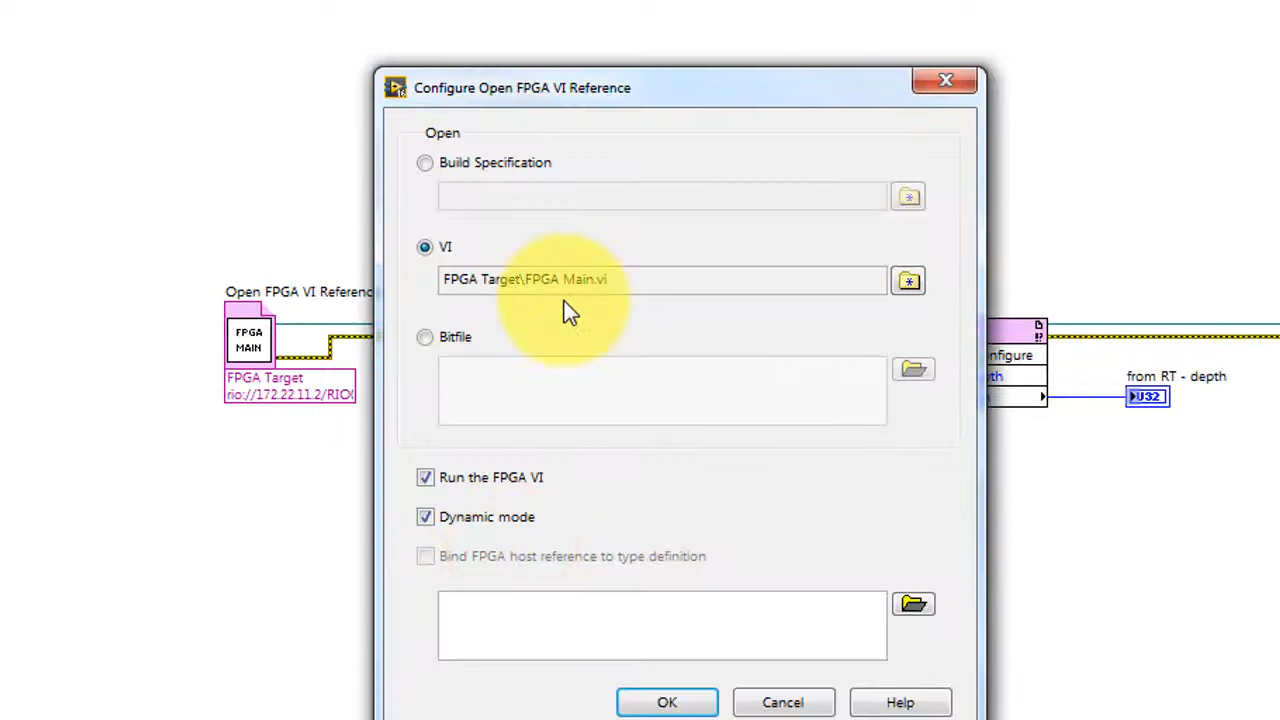 Configure Open FPGA VI Reference
Open
Build Specification
VI
FPGA Target\FPGA Main.vi
Bitfile
Run the FPGA VI
Dynamic mode
Bind FPGA host reference to type definition
OK
Cancel
Help
Open FPGA VI Referenc
FPGA
MAIN
FPGA Target
rio://172.22.11.2/RIO
nfigure
th
from RT - depth
U32